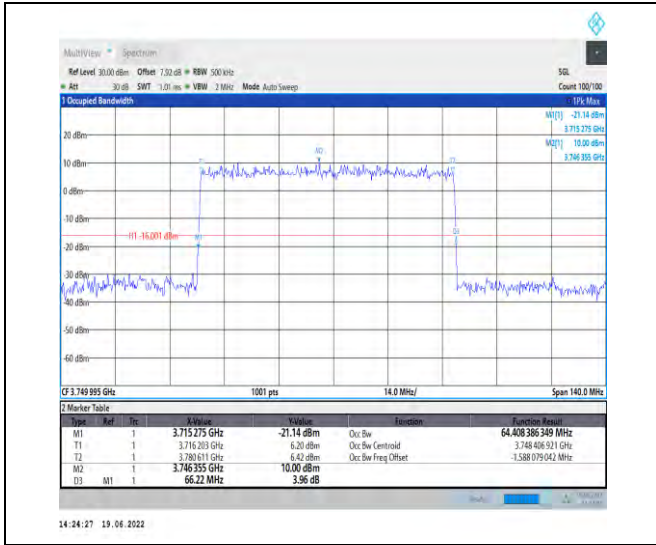 MultiView Spectrum
Ref Level 30.00 dBm Offset 7.92 dB RBW 500 kHz SGL
Att 30 dB SWT 1.01 ms VBW 2 MHz Mode Auto Sweep Count 100/100
1 Occupied Bandwidth 1Pk Max
M1[1] -21.14 dBm
3.715 275 GHz
20 dBm
M2[1] 10.00 dBm
3.746 355 GHz
M2
10 dBm
0 dBm
-10 dBm
H1 -16.001 dBm
M1
D3
-20 dBm
-30 dBm
-40 dBm
-50 dBm
-60 dBm
CF 3.749 995 GHz 1001 pts 14.0 MHz/ Span 140.0 MHz
2 Marker Table
Type Ref Trc X-Value Y-Value Function Function Result
M1 1 3.715 275 GHz -21.14 dBm Occ Bw 64.408 386 349 MHz
T1 1 3.716 203 GHz 6.20 dBm Occ Bw Centroid 3.748 406 921 GHz
T2 1 3.780 611 GHz 6.42 dBm Occ Bw Freq Offset -1.588 079 042 MHz
M2 1 3.746 355 GHz 10.00 dBm
D3 M1 1 66.22 MHz 3.96 dB
14:24:27 19.06.2022